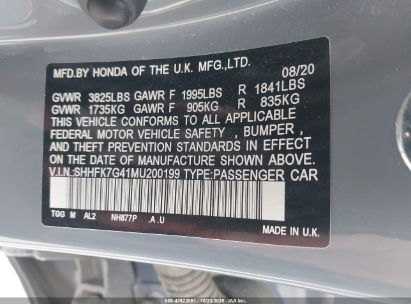 MFD.BY HONDA OF THE U.K. MFG.,LTD. 08/20
GVWR 3825LBS GAWR F 1995LBS R 1841LBS
GVWR 1735KG GAWR F 905KG R 835KG
THIS VEHICLE CONFORMS TO ALL APPLICABLE
FEDERAL MOTOR VEHICLE SAFETY , BUMPER ,
AND THEFT PREVENTION STANDARDS IN EFFECT
ON THE DATE OF MANUFACTURE SHOWN ABOVE.
V.I.N.:SHHFK7G41MU200199 TYPE:PASSENGER CAR
TGG M AL2 NH877P .A .U
MADE IN U.K.